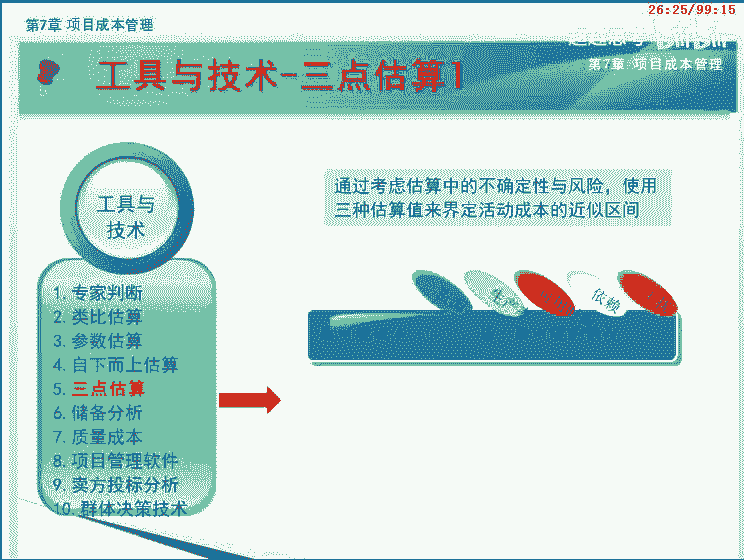 26:25/99:15
第7章 项目成本管理
工具与技术-三点估算1
第7章 项目成本管理
工具与
技术
通过考虑估算中的不确定性与风险，使用
三种估算值来界定活动成本的近似区间
1. 专家判断
2. 类比估算
3. 参数估算
4. 自下而上估算
5. 三点估算
6. 储备分析
7. 质量成本
8. 项目管理软件
9. 卖方投标分析
10. 群体决策技术
依赖